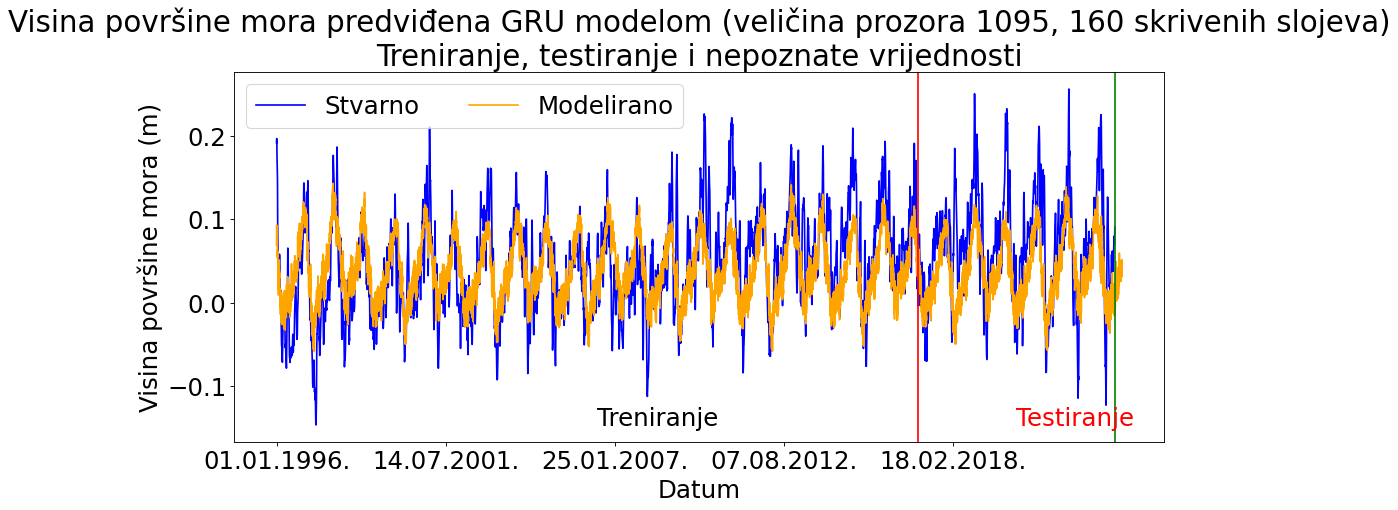 Visina površine mora predviđena GRU modelom (veličina prozora 1095, 160 skrivenih slojeva)
Treniranje, testiranje i nepoznate vrijednosti
Stvarno
Modelirano
Visina površine mora (m)
0.2
0.1
0.0
−0.1
Treniranje
Testiranje
01.01.1996.
14.07.2001.
25.01.2007.
07.08.2012.
18.02.2018.
Datum